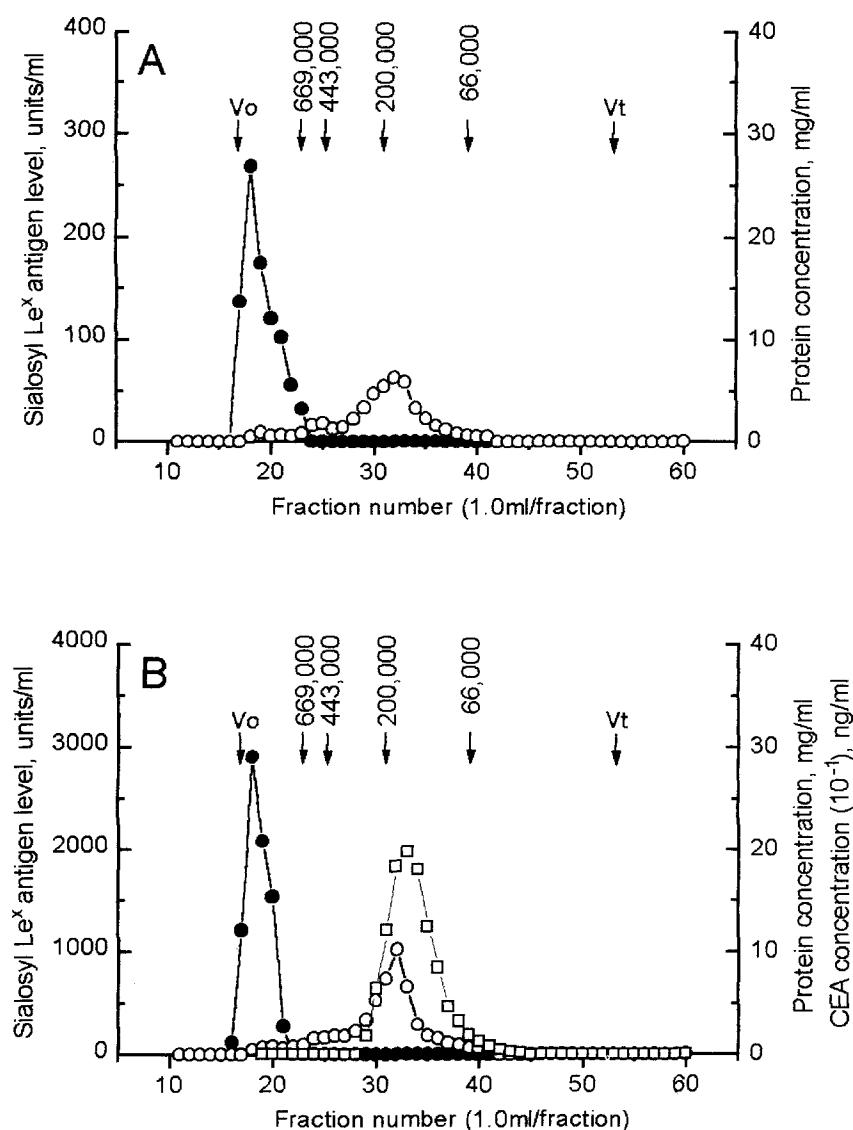 A
400
300
200
100
0
Sialosyl Leˣ antigen level, units/ml
Vo
669,000
443,000
200,000
66,000
Vt
40
30
20
10
0
Protein concentration, mg/ml
10 20 30 40 50 60
Fraction number (1.0ml/fraction)
B
4000
3000
2000
1000
0
Sialosyl Leˣ antigen level, units/ml
Vo
669,000
443,000
200,000
66,000
Vt
40
30
20
10
0
Protein concentration, mg/ml
CEA concentration (10⁻¹), ng/ml
10 20 30 40 50 60
Fraction number (1.0ml/fraction)